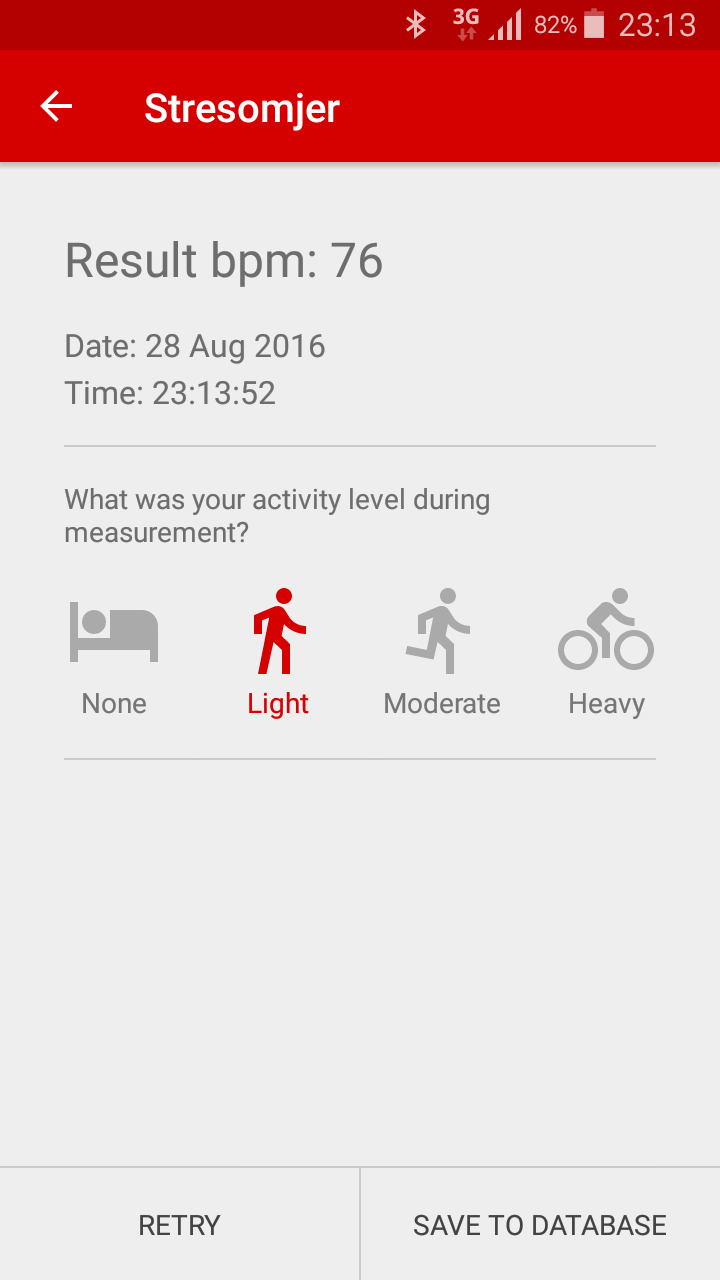 3G 82% 23:13
Stresomjer
Result bpm: 76
Date: 28 Aug 2016
Time: 23:13:52
What was your activity level during
measurement?
None Light Moderate Heavy
RETRY SAVE TO DATABASE